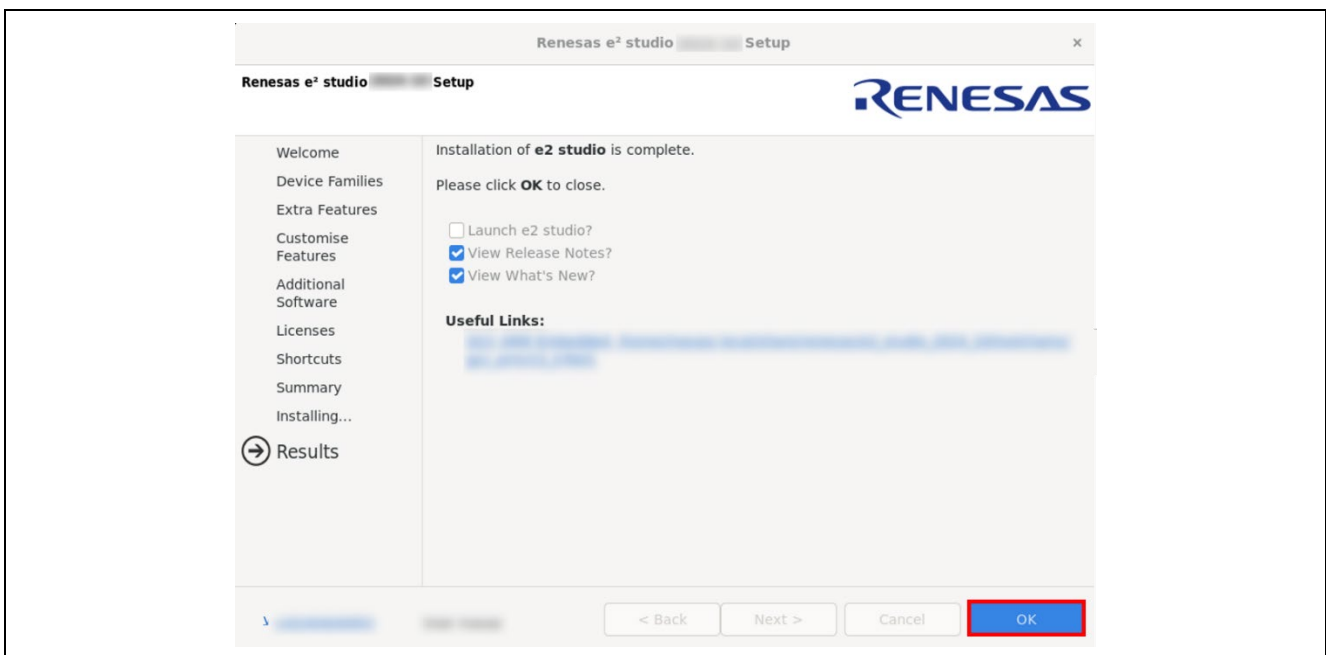 Renesas e² studio Setup
×
Renesas e² studio Setup
RENESAS
Welcome
Device Families
Extra Features
Customise
Features
Additional
Software
Licenses
Shortcuts
Summary
Installing...
Results
Installation of e2 studio is complete.
Please click OK to close.
Launch e2 studio?
View Release Notes?
View What's New?
Useful Links:
< Back
Next >
Cancel
OK